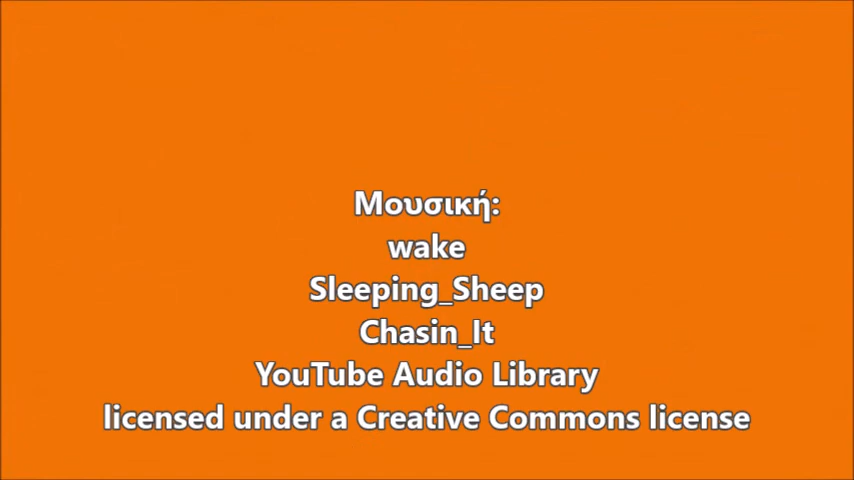 Μουσική:
wake
Sleeping_Sheep
Chasin_It
YouTube Audio Library
licensed under a Creative Commons license